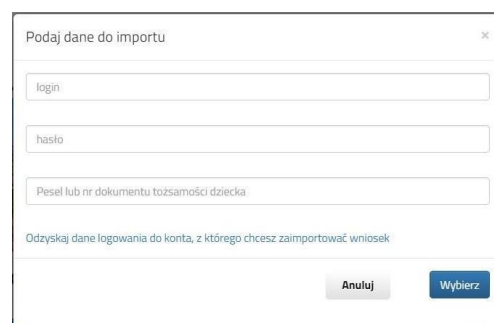 Podaj dane do importu
×
login
hasło
Pesel lub nr dokumentu tożsamości dziecka
Odzyskaj dane logowania do konta, z którego chcesz zaimportować wniosek
Anuluj Wybierz